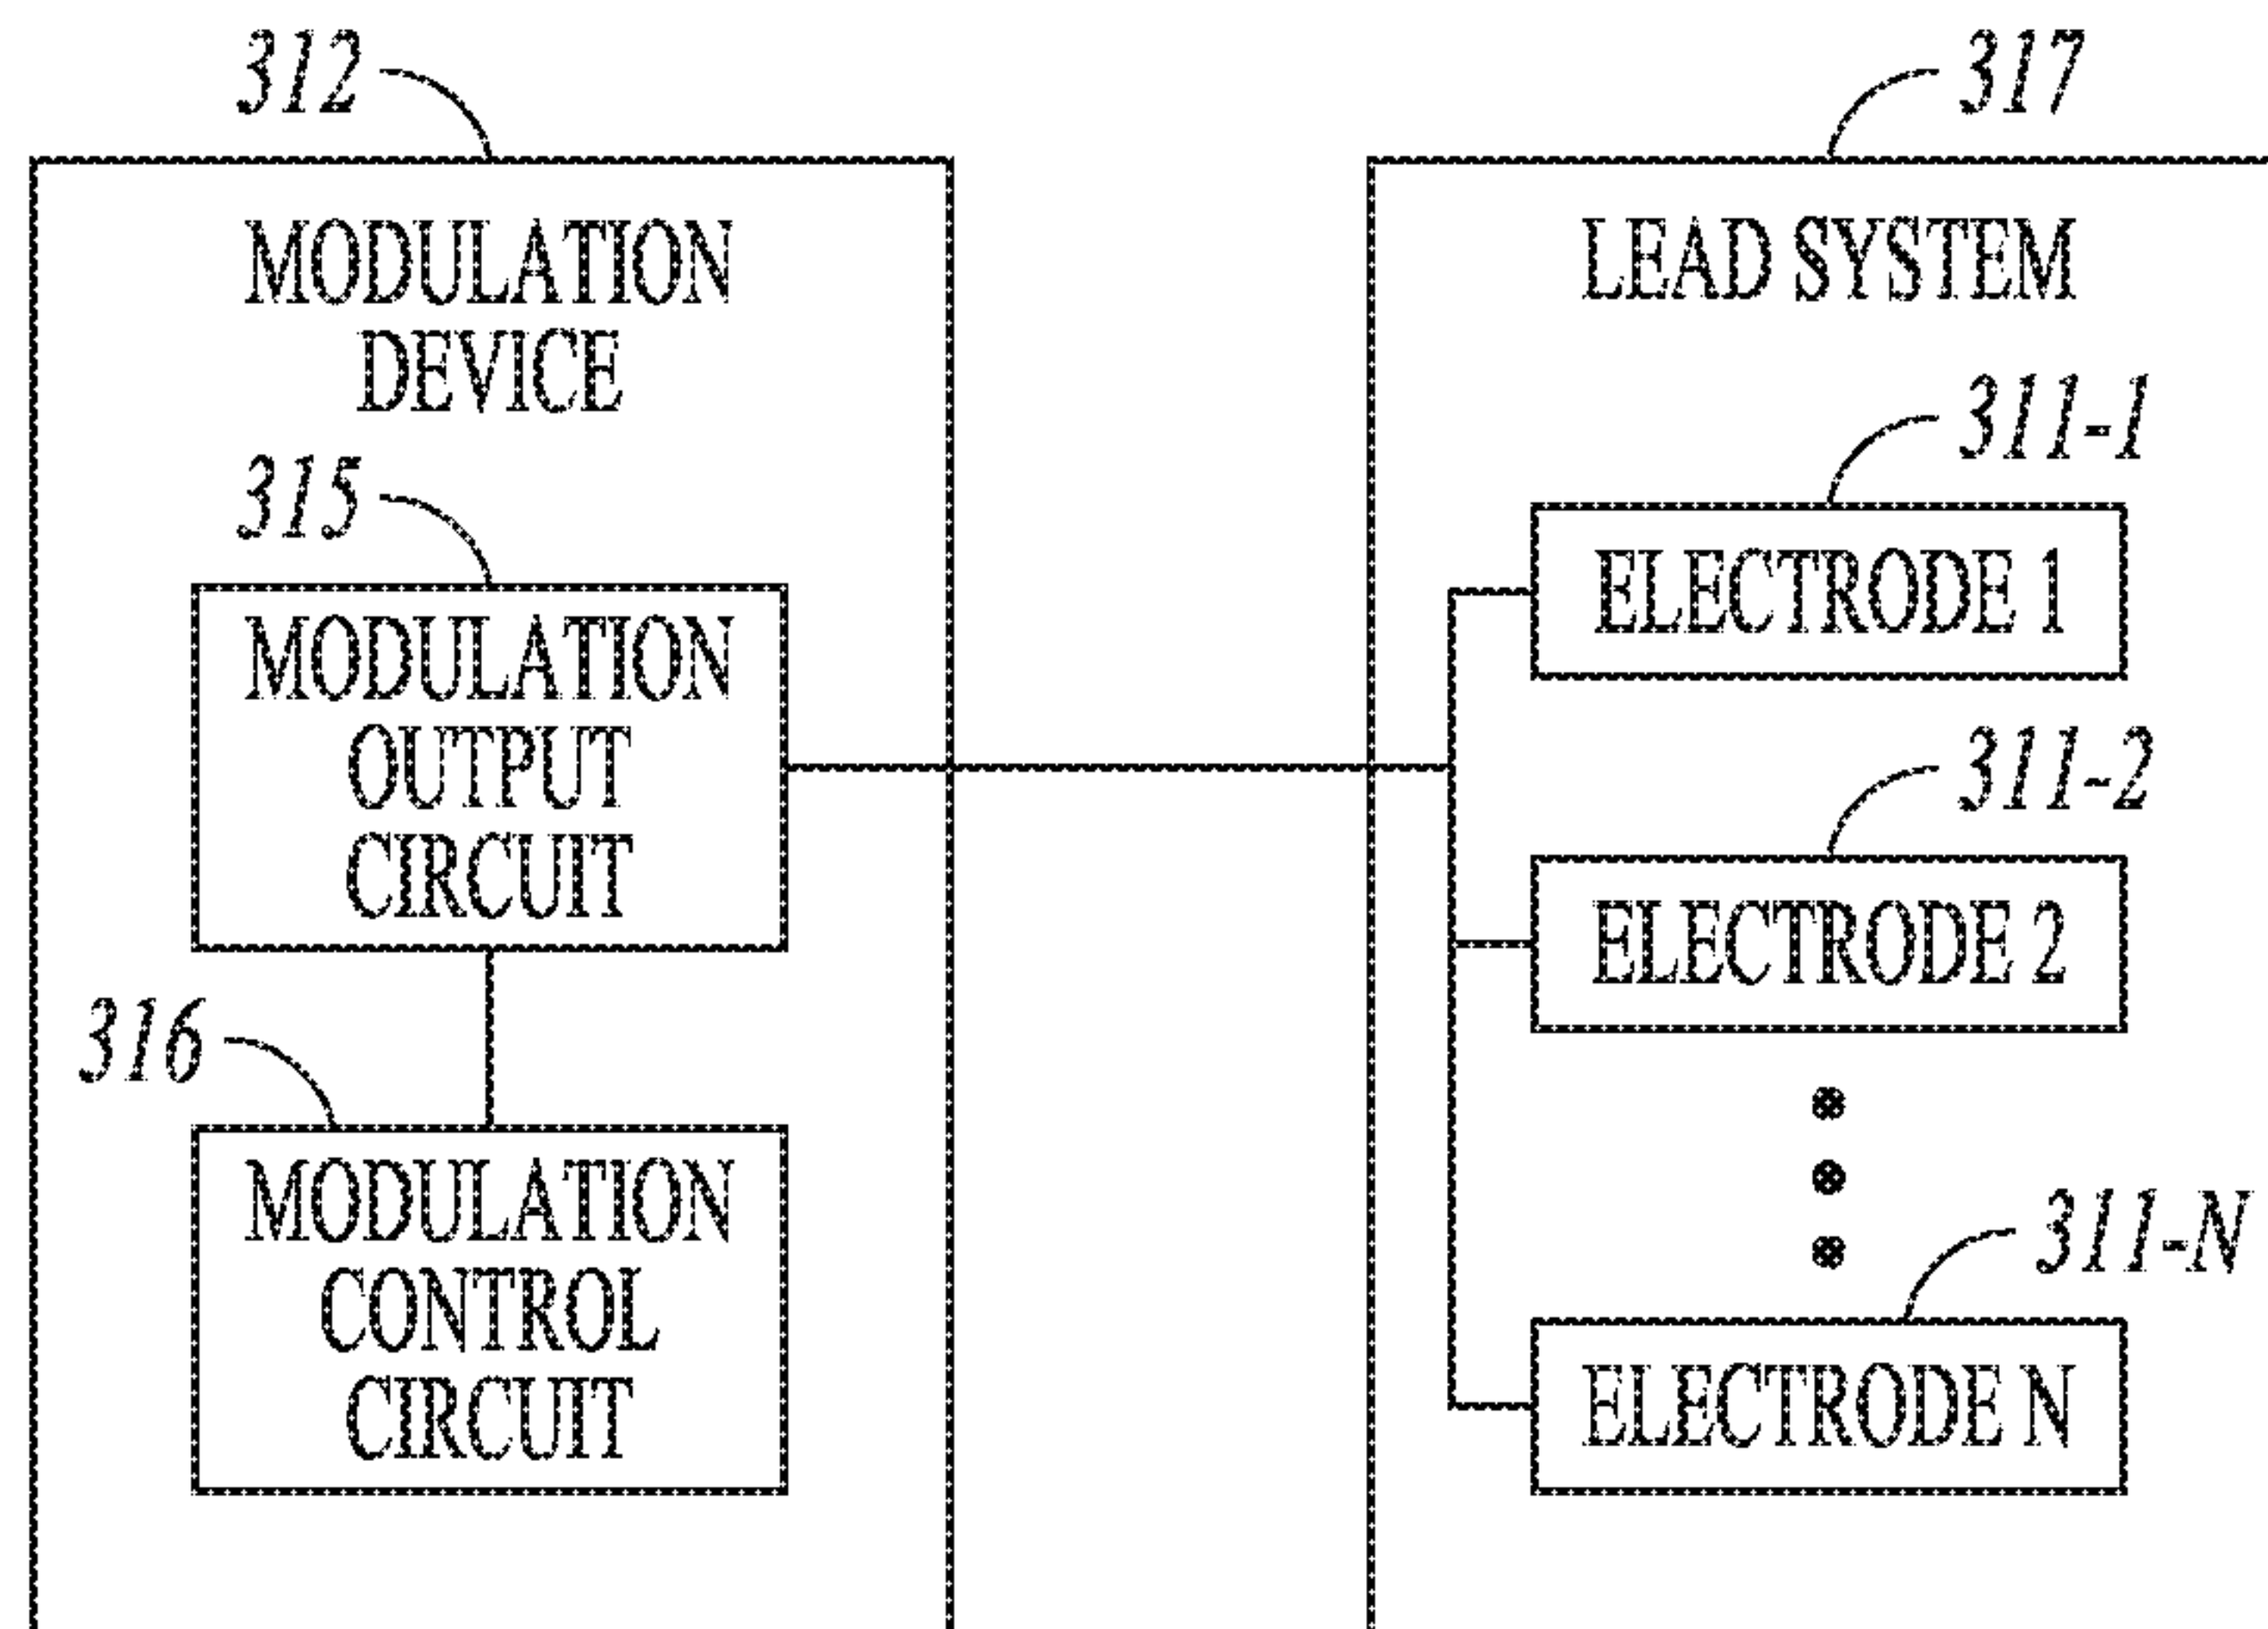 312
MODULATION
DEVICE
315
MODULATION
OUTPUT
CIRCUIT
316
MODULATION
CONTROL
CIRCUIT
317
LEAD SYSTEM
311-1
ELECTRODE 1
311-2
ELECTRODE 2
311-N
ELECTRODE N